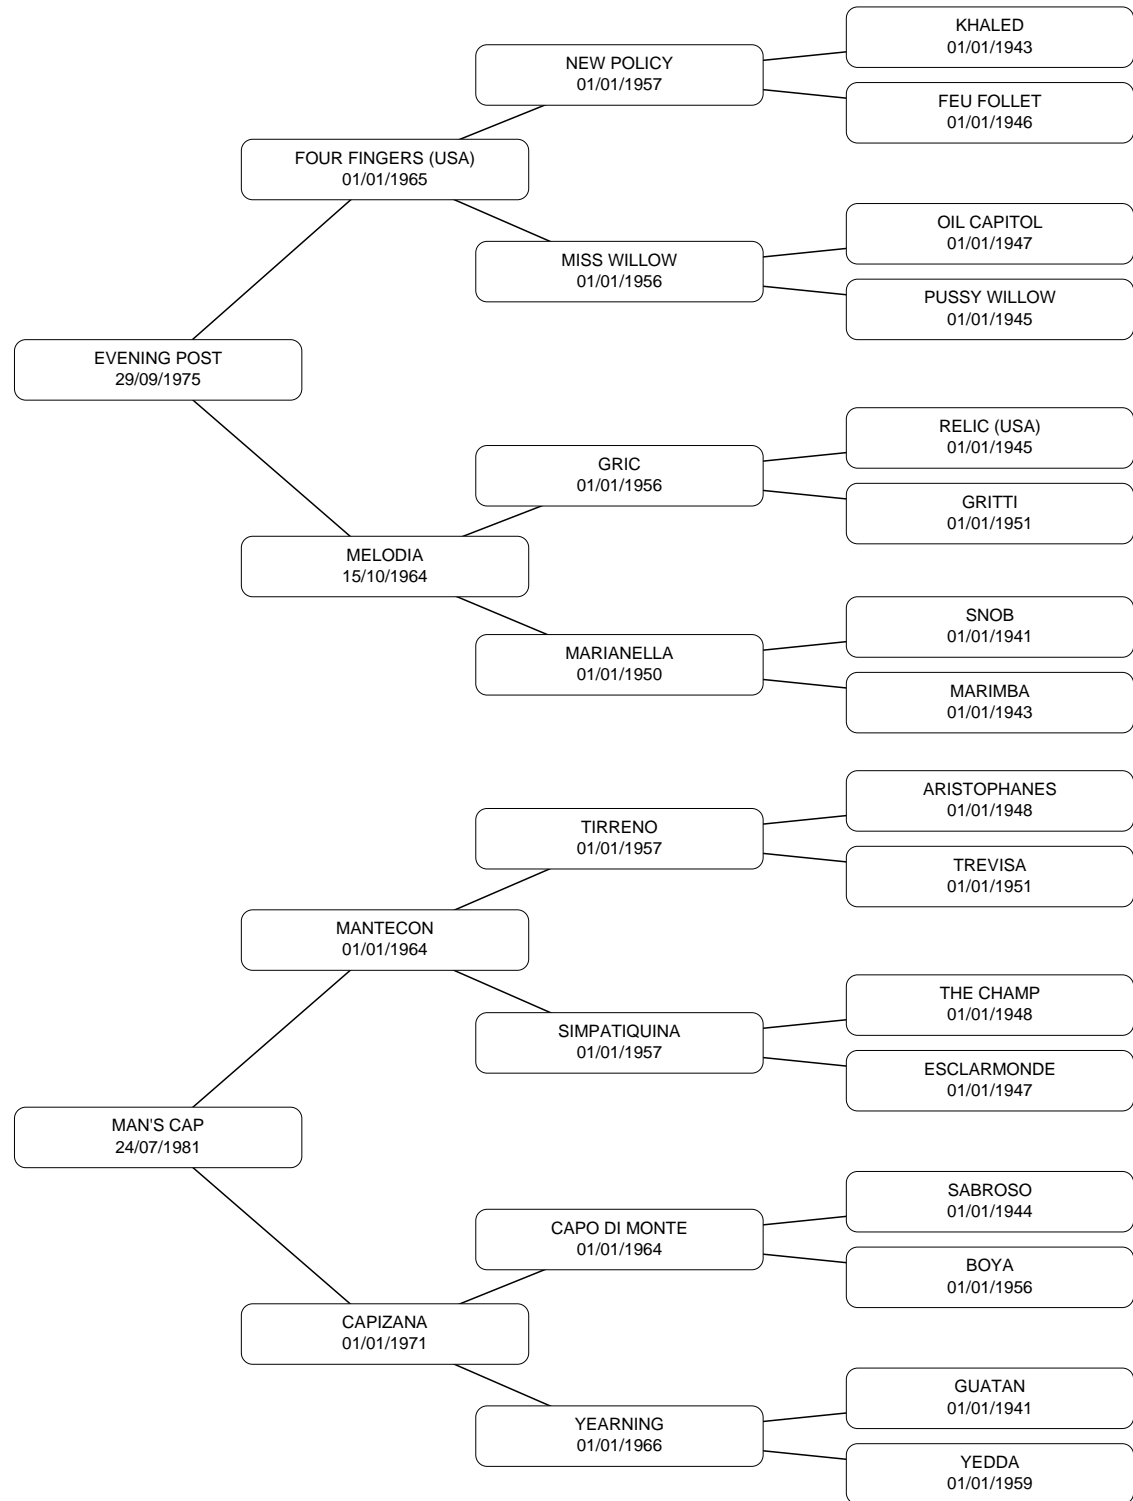 KHALED
01/01/1943
NEW POLICY
01/01/1957
FEU FOLLET
01/01/1946
FOUR FINGERS (USA)
01/01/1965
OIL CAPITOL
01/01/1947
MISS WILLOW
01/01/1956
PUSSY WILLOW
01/01/1945
EVENING POST
29/09/1975
RELIC (USA)
01/01/1945
GRIC
01/01/1956
GRITTI
01/01/1951
MELODIA
15/10/1964
SNOB
01/01/1941
MARIANELLA
01/01/1950
MARIMBA
01/01/1943
ARISTOPHANES
01/01/1948
TIRRENO
01/01/1957
TREVISA
01/01/1951
MANTECON
01/01/1964
THE CHAMP
01/01/1948
SIMPATIQUINA
01/01/1957
ESCLARMONDE
01/01/1947
MAN'S CAP
24/07/1981
SABROSO
01/01/1944
CAPO DI MONTE
01/01/1964
BOYA
01/01/1956
CAPIZANA
01/01/1971
GUATAN
01/01/1941
YEARNING
01/01/1966
YEDDA
01/01/1959